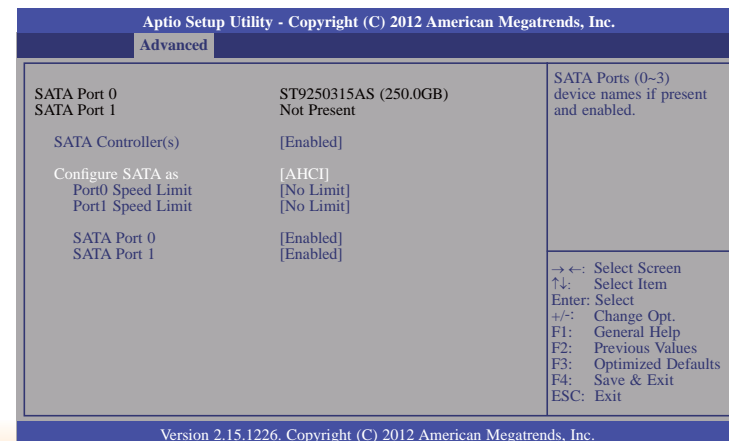 Aptio Setup Utility - Copyright (C) 2012 American Megatrends, Inc.
Advanced
SATA Port 0 ST9250315AS (250.0GB)
SATA Port 1 Not Present
SATA Controller(s) [Enabled]
Configure SATA as [AHCI]
Port0 Speed Limit [No Limit]
Port1 Speed Limit [No Limit]
SATA Port 0 [Enabled]
SATA Port 1 [Enabled]
SATA Ports (0~3)
device names if present
and enabled.
→←: Select Screen
↑↓: Select Item
Enter: Select
+/-: Change Opt.
F1: General Help
F2: Previous Values
F3: Optimized Defaults
F4: Save & Exit
ESC: Exit
Version 2.15.1226. Copyright (C) 2012 American Megatrends, Inc.